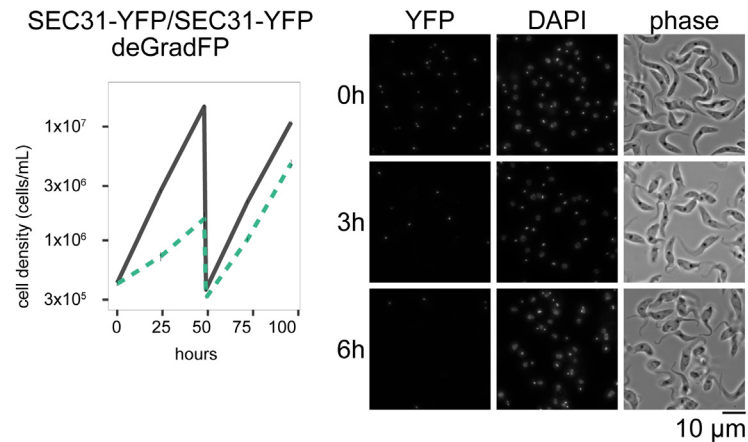 SEC31-YFP/SEC31-YFP
deGradFP
cell density (cells/mL)
1x10⁷
3x10⁶
1x10⁶
3x10⁵
0 25 50 75 100
hours
YFP DAPI phase
0h
3h
6h
10 µm